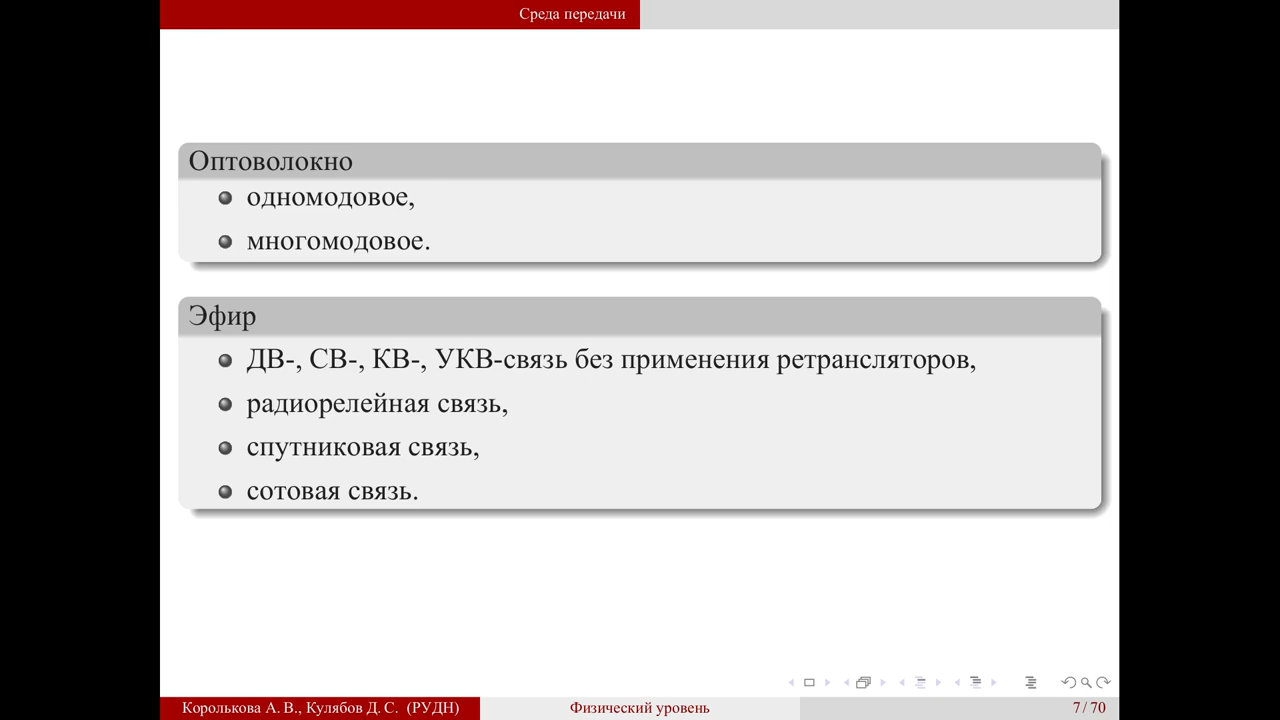 Среда передачи
Оптоволокно
одномодовое,
многомодовое.
Эфир
ДВ-, СВ-, КВ-, УКВ-связь без применения ретрансляторов,
радиорелейная связь,
спутниковая связь,
сотовая связь.
Королькова А. В., Кулябов Д. С. (РУДН)
Физический уровень
7 / 70